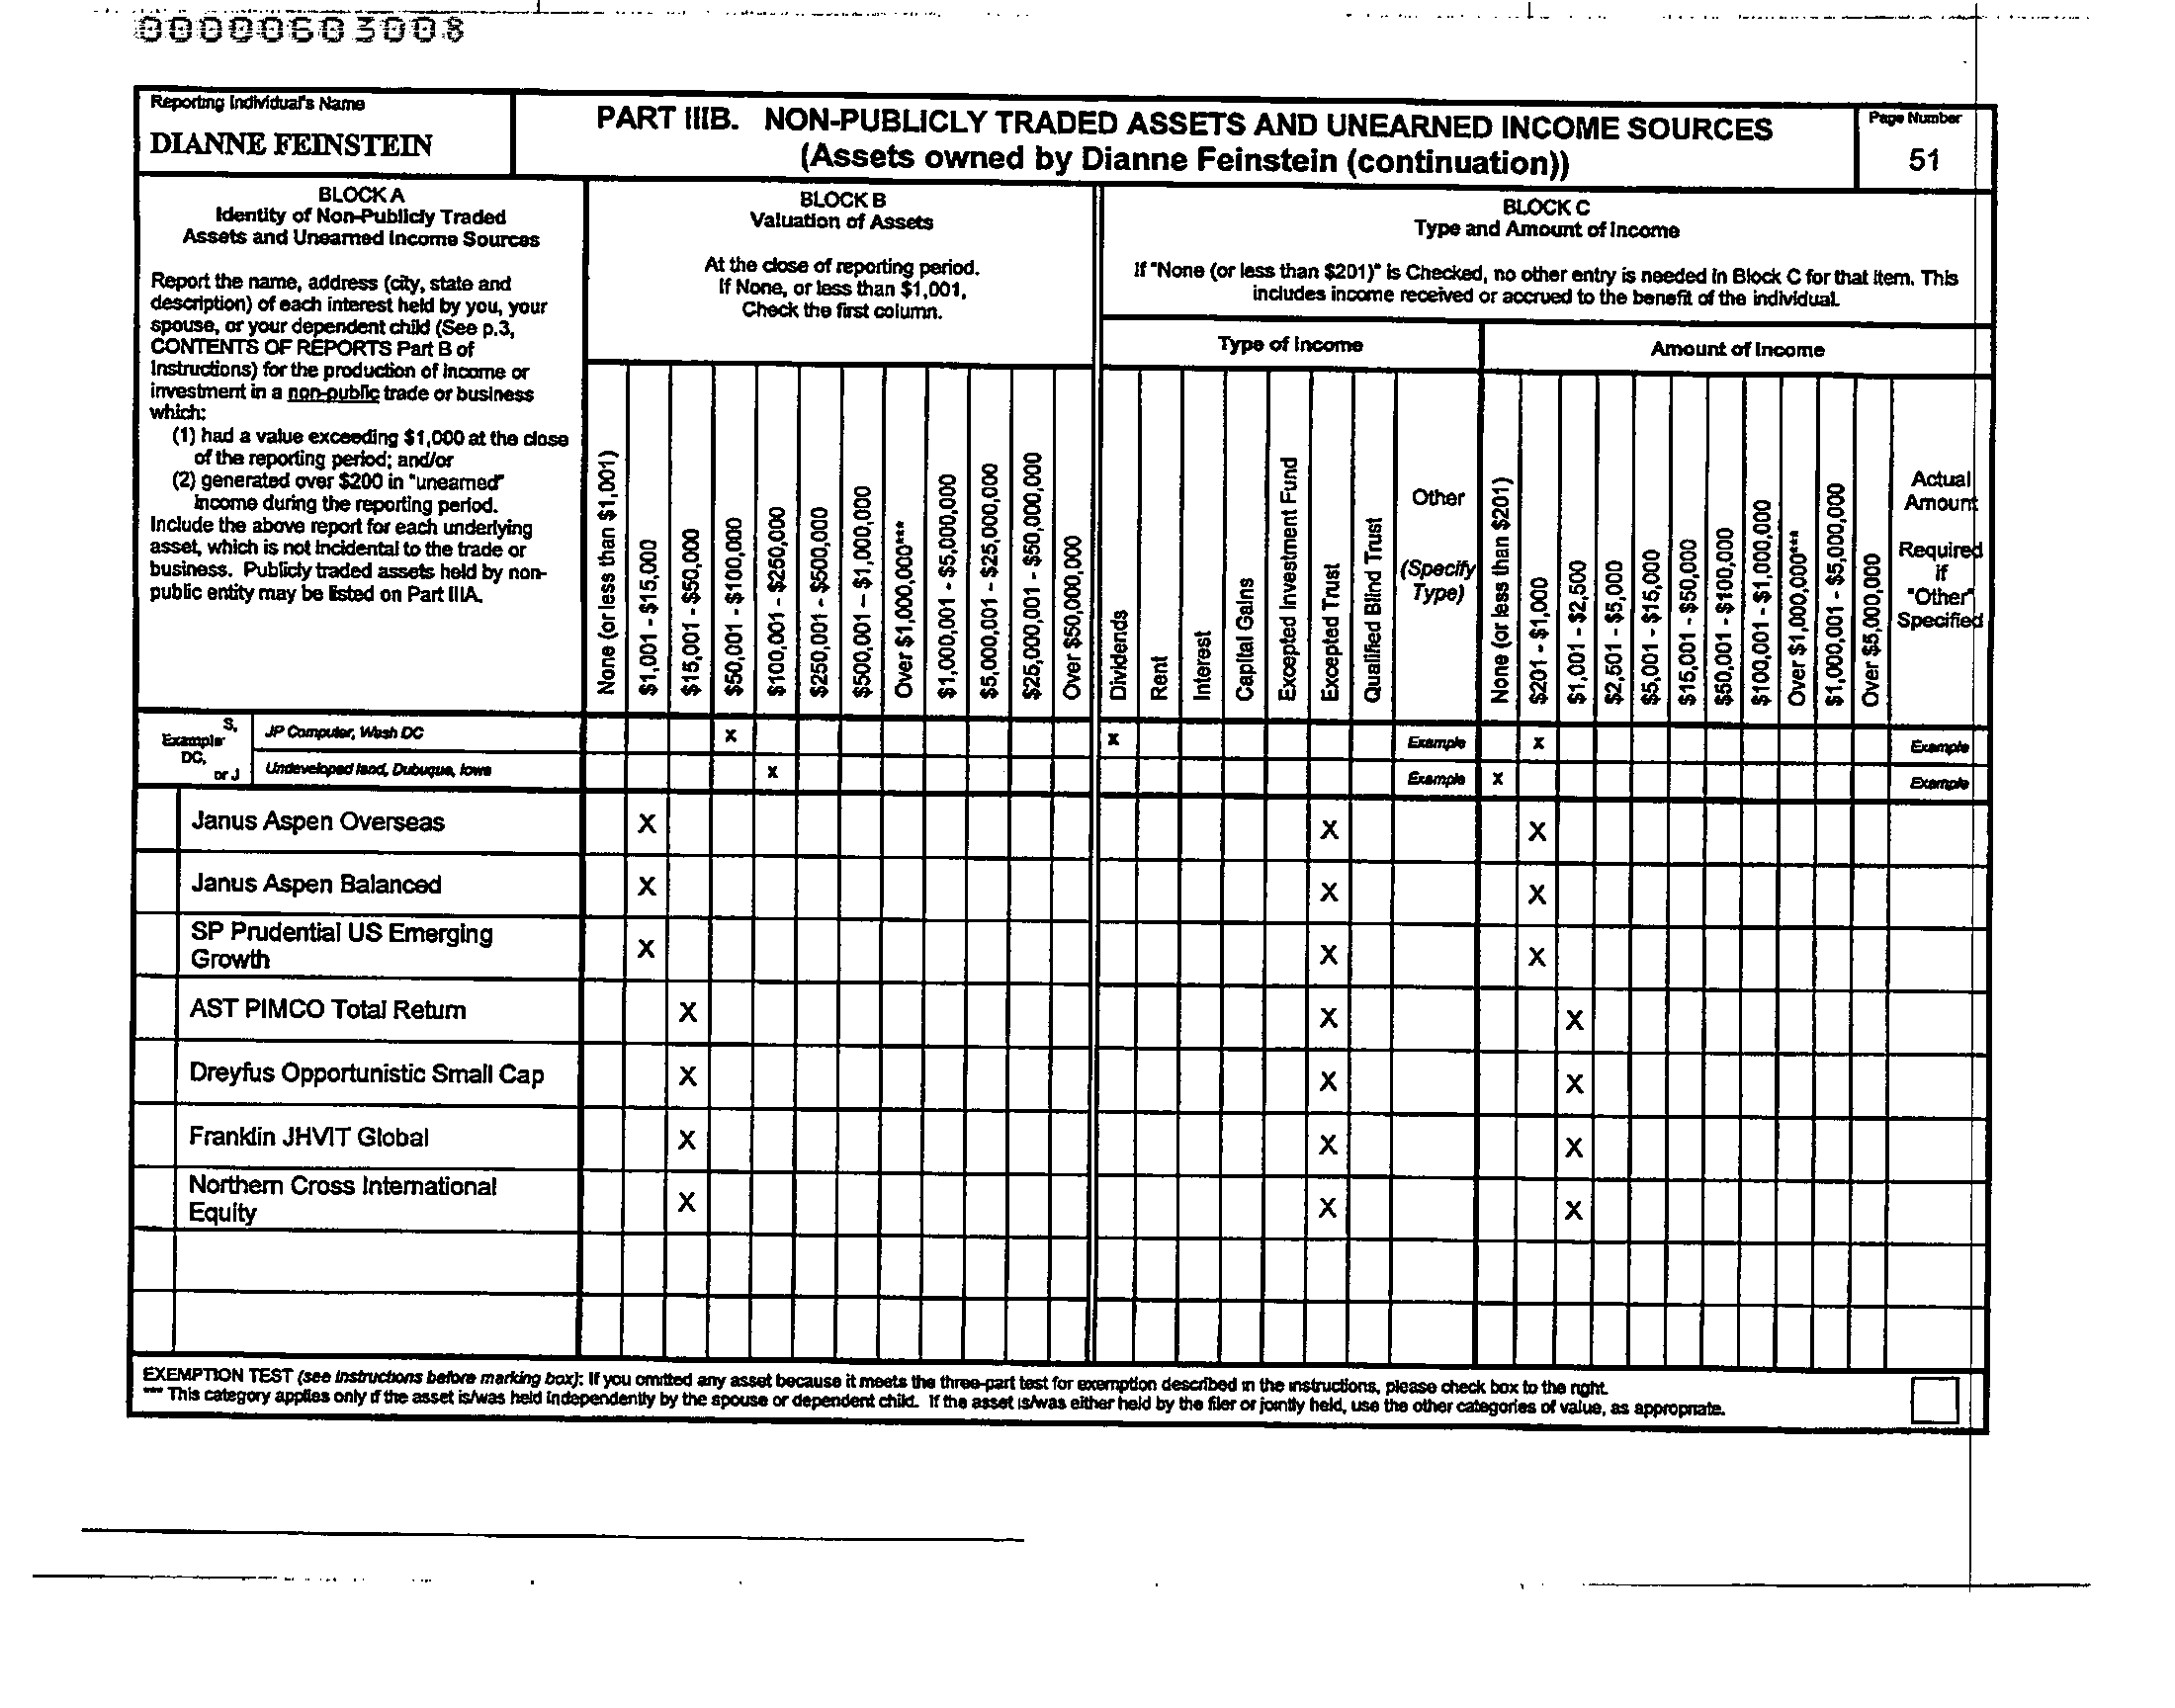 00000603008
Reporting Individual's Name
DIANNE FEINSTEIN
PART IIIB. NON-PUBLICLY TRADED ASSETS AND UNEARNED INCOME SOURCES
(Assets owned by Dianne Feinstein (continuation))
Page Number
51
BLOCK A
Identity of Non-Publicly Traded
Assets and Unearned Income Sources
Report the name, address (city, state and
description) of each interest held by you, your
spouse, or your dependent child (See p.3,
CONTENTS OF REPORTS Part B of
Instructions) for the production of income or
investment in a non-public trade or business
which:
(1) had a value exceeding $1,000 at the close
of the reporting period; and/or
(2) generated over $200 in "unearned"
income during the reporting period.
Include the above report for each underlying
asset, which is not incidental to the trade or
business. Publicly traded assets held by non-
public entity may be listed on Part IIIA.
BLOCK B
Valuation of Assets
At the close of reporting period.
If None, or less than $1,001,
Check the first column.
None (or less than $1,001)
$1,001 - $15,000
$15,001 - $50,000
$50,001 - $100,000
$100,001 - $250,000
$250,001 - $500,000
$500,001 – $1,000,000
Over $1,000,000***
$1,000,001 - $5,000,000
$5,000,001 - $25,000,000
$25,000,001 - $50,000,000
Over $50,000,000
BLOCK C
Type and Amount of Income
If "None (or less than $201)" is Checked, no other entry is needed in Block C for that item. This
includes income received or accrued to the benefit of the individual.
Type of Income
Dividends
Rent
Interest
Capital Gains
Excepted Investment Fund
Excepted Trust
Qualified Blind Trust
Other
(Specify
Type)
Amount of Income
None (or less than $201)
$201 - $1,000
$1,001 - $2,500
$2,501 - $5,000
$5,001 - $15,000
$15,001 - $50,000
$50,001 - $100,000
$100,001 - $1,000,000
Over $1,000,000***
$1,000,001 - $5,000,000
Over $5,000,000
Actual
Amount
Required
if
"Other"
Specified
S,
Example
DC,
or J
JP Computer, Wash DC X X Example X Example
Undeveloped land, Dubuque, Iowa X Example X Example
Janus Aspen Overseas X X X
Janus Aspen Balanced X X X
SP Prudential US Emerging
Growth X X X
AST PIMCO Total Return X X X
Dreyfus Opportunistic Small Cap X X X
Franklin JHVIT Global X X X
Northern Cross International
Equity X X X
EXEMPTION TEST (see instructions before marking box): If you omitted any asset because it meets the three-part test for exemption described in the instructions, please check box to the right.
*** This category applies only if the asset is/was held independently by the spouse or dependent child. If the asset is/was either held by the filer or jointly held, use the other categories of value, as appropriate.